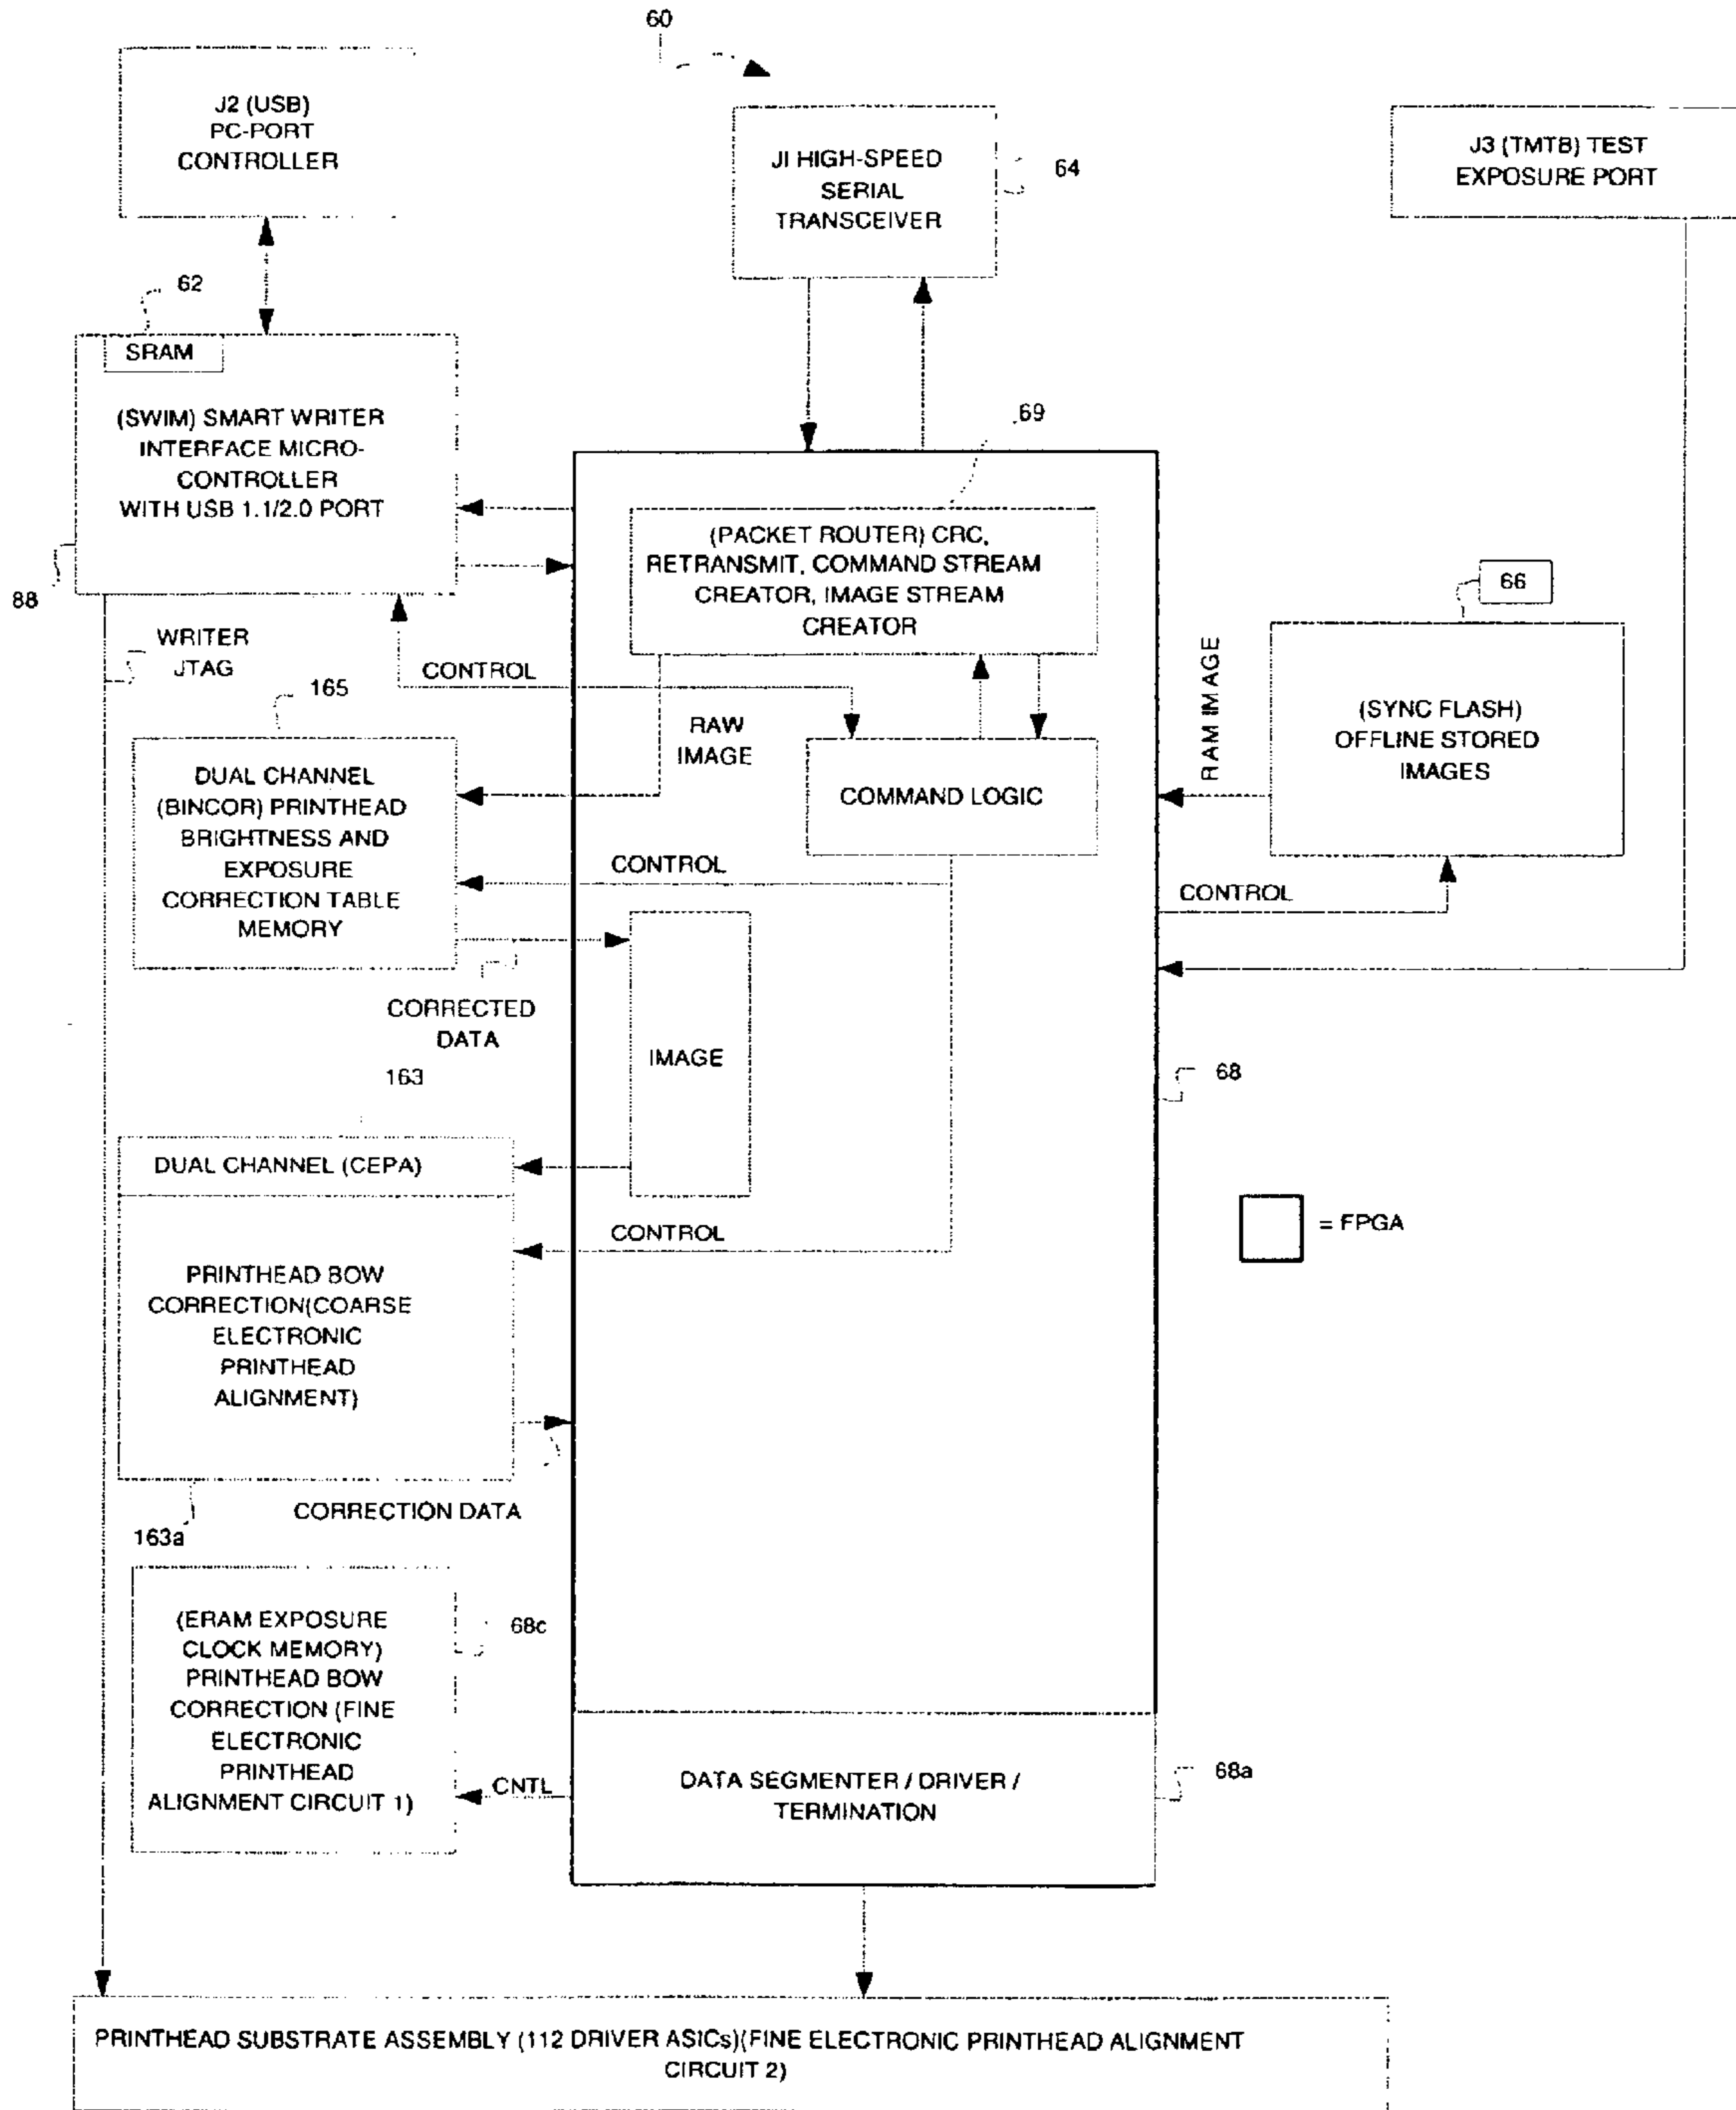 60
J2 (USB)
PC-PORT
CONTROLLER
JI HIGH-SPEED
SERIAL
TRANSCEIVER
64
J3 (TMTB) TEST
EXPOSURE PORT
62
SRAM
(SWIM) SMART WRITER
INTERFACE MICRO-
CONTROLLER
WITH USB 1.1/2.0 PORT
88
69
(PACKET ROUTER) CRC,
RETRANSMIT, COMMAND STREAM
CREATOR, IMAGE STREAM
CREATOR
66
(SYNC FLASH)
OFFLINE STORED
IMAGES
RAM IMAGE
WRITER
JTAG
CONTROL
165
RAW
IMAGE
COMMAND LOGIC
DUAL CHANNEL
(BINCOR) PRINTHEAD
BRIGHTNESS AND
EXPOSURE
CORRECTION TABLE
MEMORY
CONTROL
CONTROL
CORRECTED
DATA
IMAGE
163
68
DUAL CHANNEL (CEPA)
CONTROL
= FPGA
PRINTHEAD BOW
CORRECTION(COARSE
ELECTRONIC
PRINTHEAD
ALIGNMENT)
CORRECTION DATA
163a
(ERAM EXPOSURE
CLOCK MEMORY)
PRINTHEAD BOW
CORRECTION (FINE
ELECTRONIC
PRINTHEAD
ALIGNMENT CIRCUIT 1)
68c
CNTL
DATA SEGMENTER / DRIVER /
TERMINATION
68a
PRINTHEAD SUBSTRATE ASSEMBLY (112 DRIVER ASICs)(FINE ELECTRONIC PRINTHEAD ALIGNMENT
CIRCUIT 2)